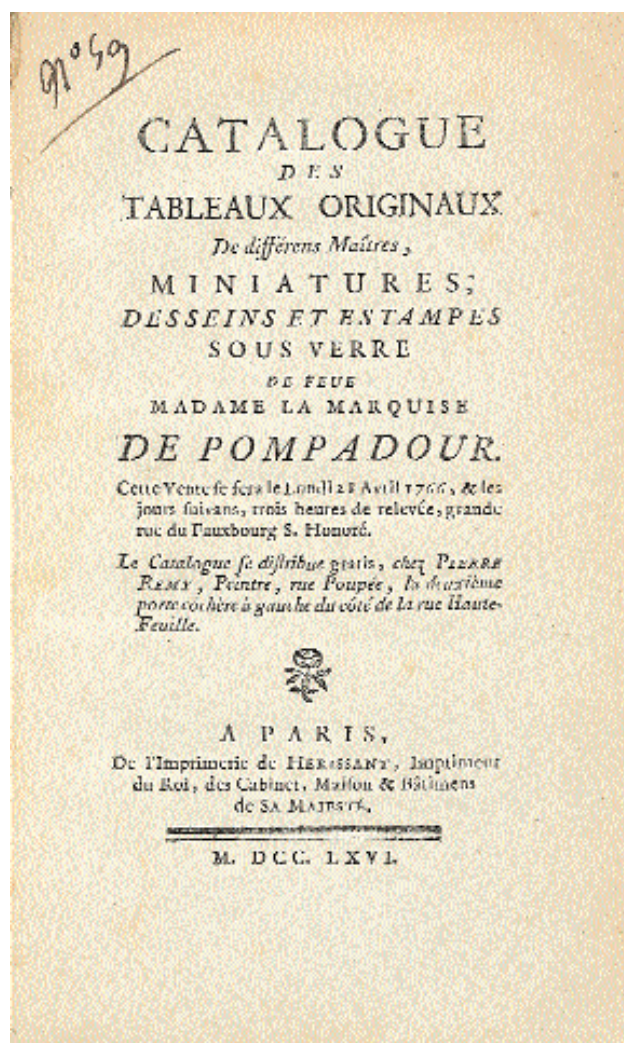 N° 59
CATALOGUE
DES
TABLEAUX ORIGINAUX
De différens Maîtres,
MINIATURES;
DESSEINS ET ESTAMPES
SOUS VERRE
DE FEUE
MADAME LA MARQUISE
DE POMPADOUR.
Cette Vente se fera le Lundi 28 Avril 1766, & les
jours suivans, trois heures de relevée, grande
rue du Fauxbourg S. Honoré.
Le Catalogue se distribue gratis, chez PIERRE
REMY, Peintre, rue Poupée, la deuxième
porte cochère à gauche du côté de la rue Haute-
Feuille.
A PARIS,
De l'Imprimerie de HERISSANT, Imprimeur
du Roi, des Cabinet, Maison & Bâtimens
de SA MAJESTÉ.
M. DCC. LXVI.